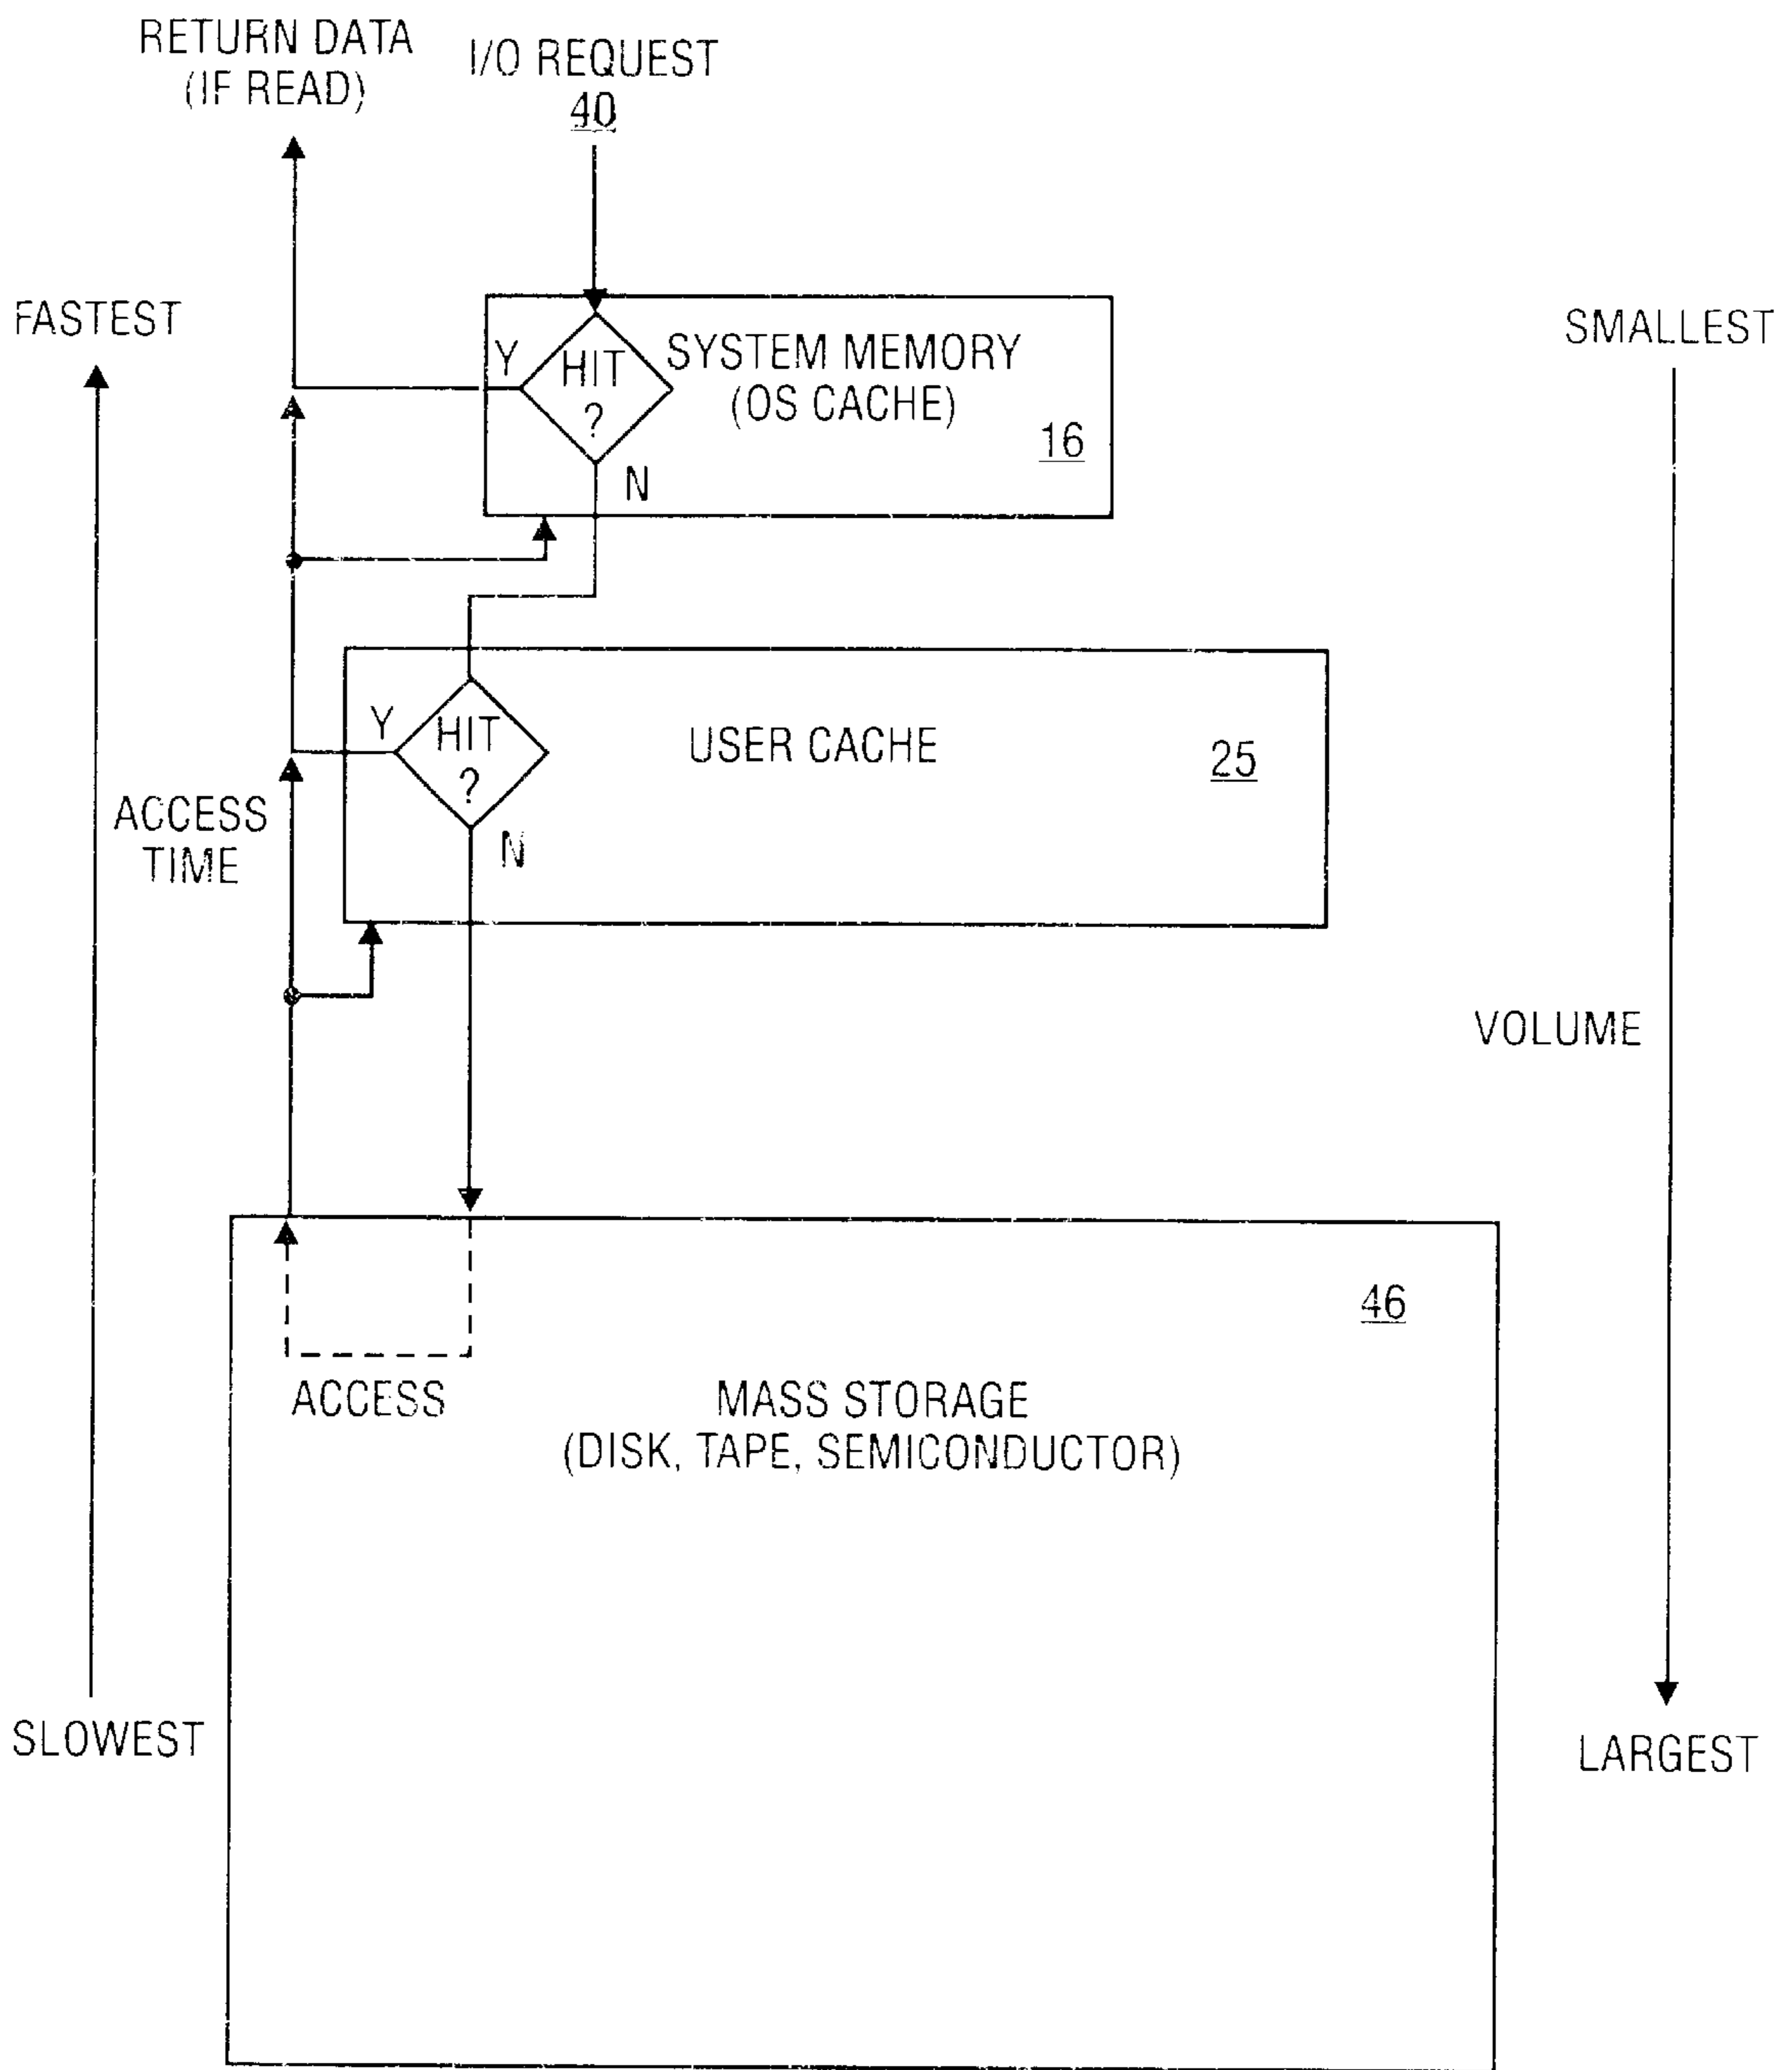 RETURN DATA
(IF READ)
I/O REQUEST
40
FASTEST
SMALLEST
Y
HIT
?
SYSTEM MEMORY
(OS CACHE)
16
N
Y
HIT
?
USER CACHE
25
ACCESS
TIME
N
VOLUME
46
ACCESS
MASS STORAGE
(DISK, TAPE, SEMICONDUCTOR)
SLOWEST
LARGEST